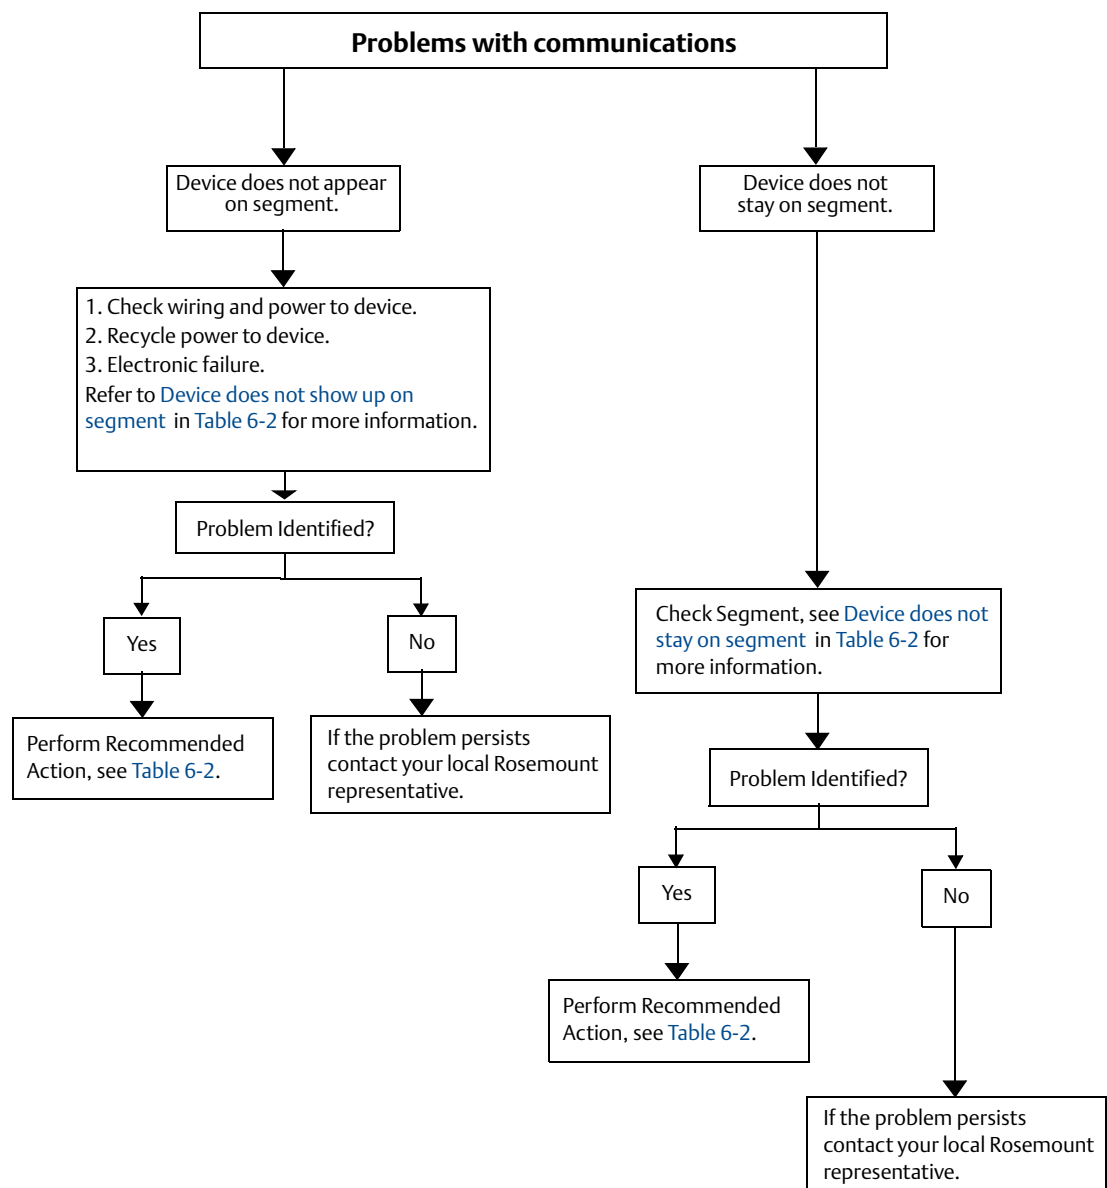 Problems with communications
Device does not appear
on segment.
1. Check wiring and power to device.
2. Recycle power to device.
3. Electronic failure.
Refer to Device does not show up on
segment in Table 6-2 for more information.
Problem Identified?
Yes
No
Perform Recommended
Action, see Table 6-2.
If the problem persists
contact your local Rosemount
representative.
Device does not
stay on segment.
Check Segment, see Device does not
stay on segment in Table 6-2 for
more information.
Problem Identified?
Yes
No
Perform Recommended
Action, see Table 6-2.
If the problem persists
contact your local Rosemount
representative.